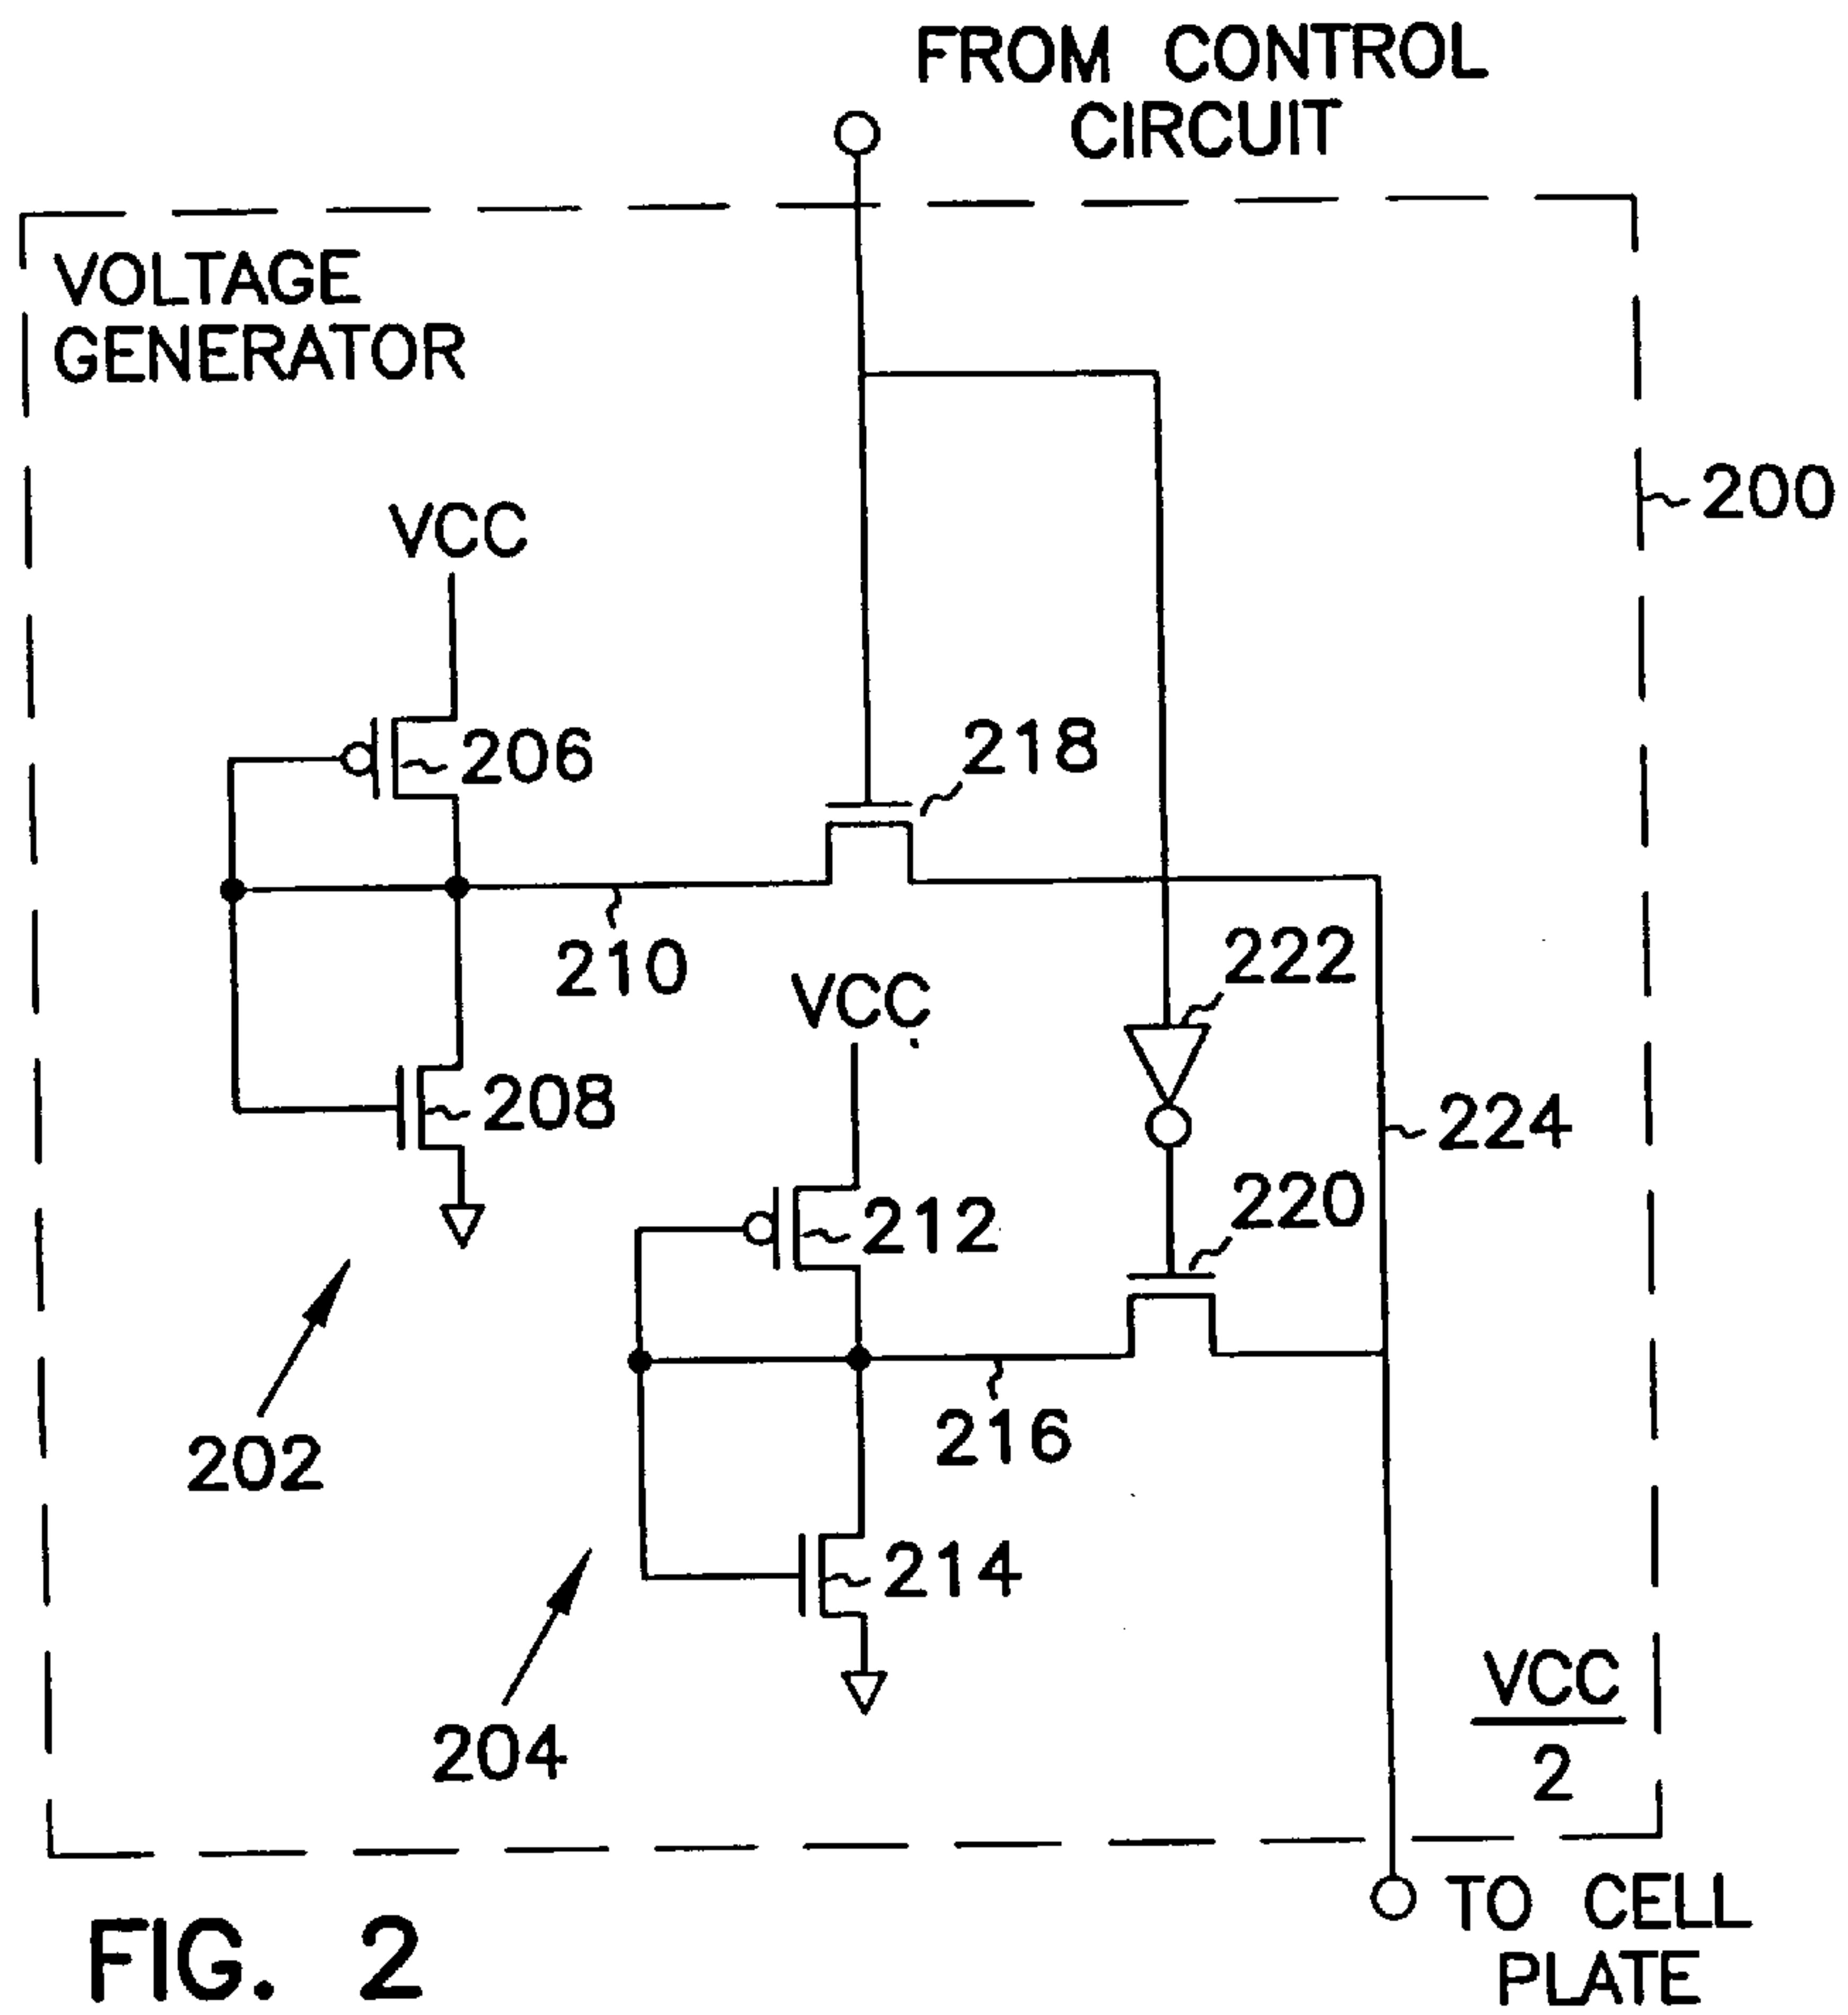 FROM CONTROL
CIRCUIT
VOLTAGE
GENERATOR
200
VCC
206
218
210
222
VCC
208
224
212
220
202
216
214
204
VCC
2
TO CELL
PLATE
FIG. 2